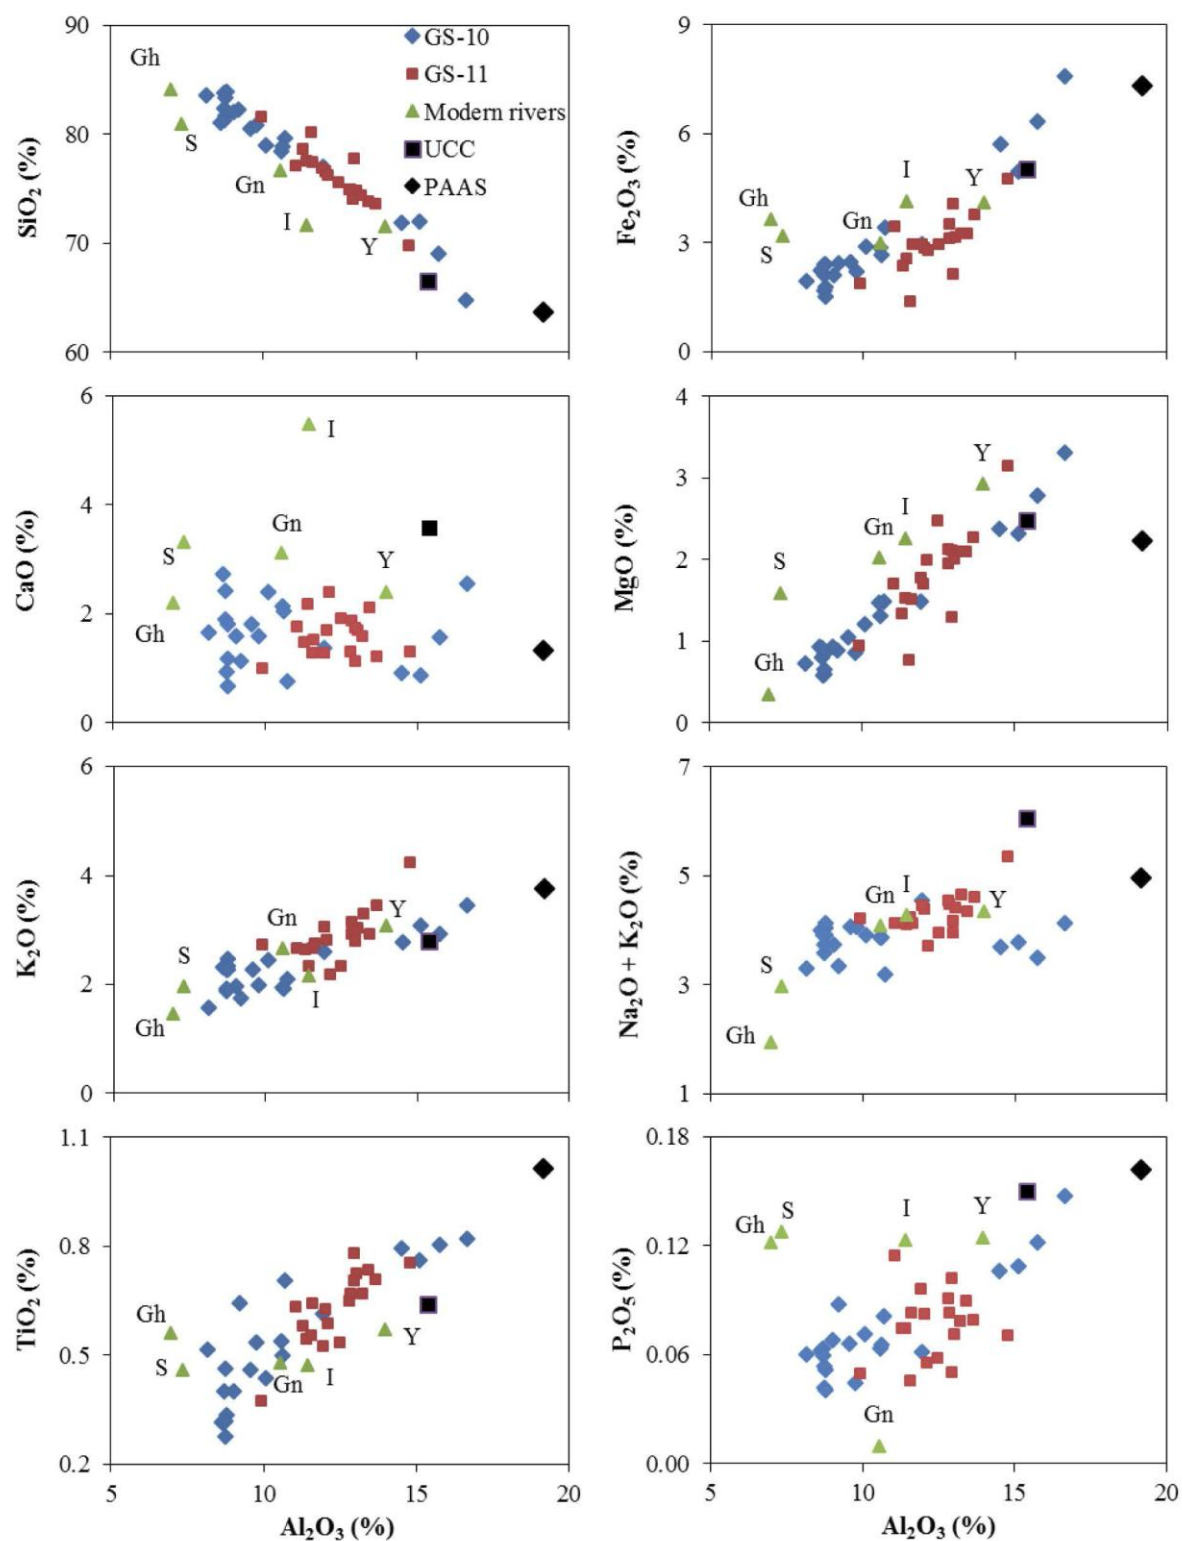 90
80
70
60
SiO₂ (%)
Gh
S
Gn
I
Y
GS-10
GS-11
Modern rivers
UCC
PAAS
9
6
3
0
Fe₂O₃ (%)
Gh
S
Gn
I
Y
6
4
2
0
CaO (%)
I
S
Gn
Y
Gh
4
3
2
1
0
MgO (%)
Y
I
Gn
S
Gh
6
4
2
0
K₂O (%)
Gn
Y
S
I
Gh
7
5
3
1
Na₂O + K₂O (%)
I
Gn
Y
S
Gh
1.1
0.8
0.5
0.2
TiO₂ (%)
Gh
S
Gn
I
Y
5 10 15 20
Al₂O₃ (%)
0.18
0.12
0.06
0.00
P₂O₅ (%)
Gh
S
I
Y
Gn
5 10 15 20
Al₂O₃ (%)